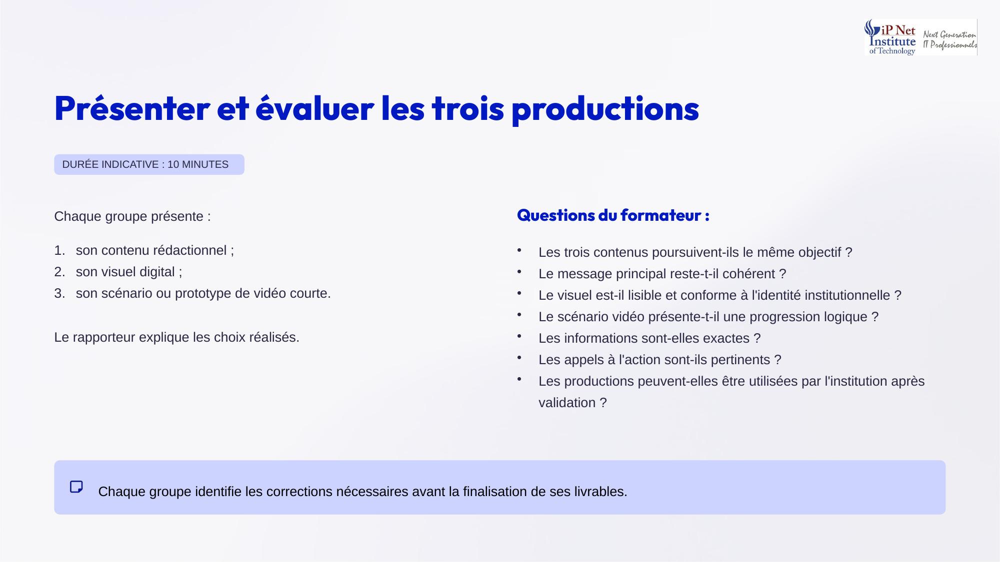 iP Net
Institute
of Technology
Next Generation
IT Professionnels
Présenter et évaluer les trois productions
DURÉE INDICATIVE : 10 MINUTES
Chaque groupe présente :
1. son contenu rédactionnel ;
2. son visuel digital ;
3. son scénario ou prototype de vidéo courte.
Le rapporteur explique les choix réalisés.
Questions du formateur :
• Les trois contenus poursuivent-ils le même objectif ?
• Le message principal reste-t-il cohérent ?
• Le visuel est-il lisible et conforme à l'identité institutionnelle ?
• Le scénario vidéo présente-t-il une progression logique ?
• Les informations sont-elles exactes ?
• Les appels à l'action sont-ils pertinents ?
• Les productions peuvent-elles être utilisées par l'institution après
validation ?
Chaque groupe identifie les corrections nécessaires avant la finalisation de ses livrables.